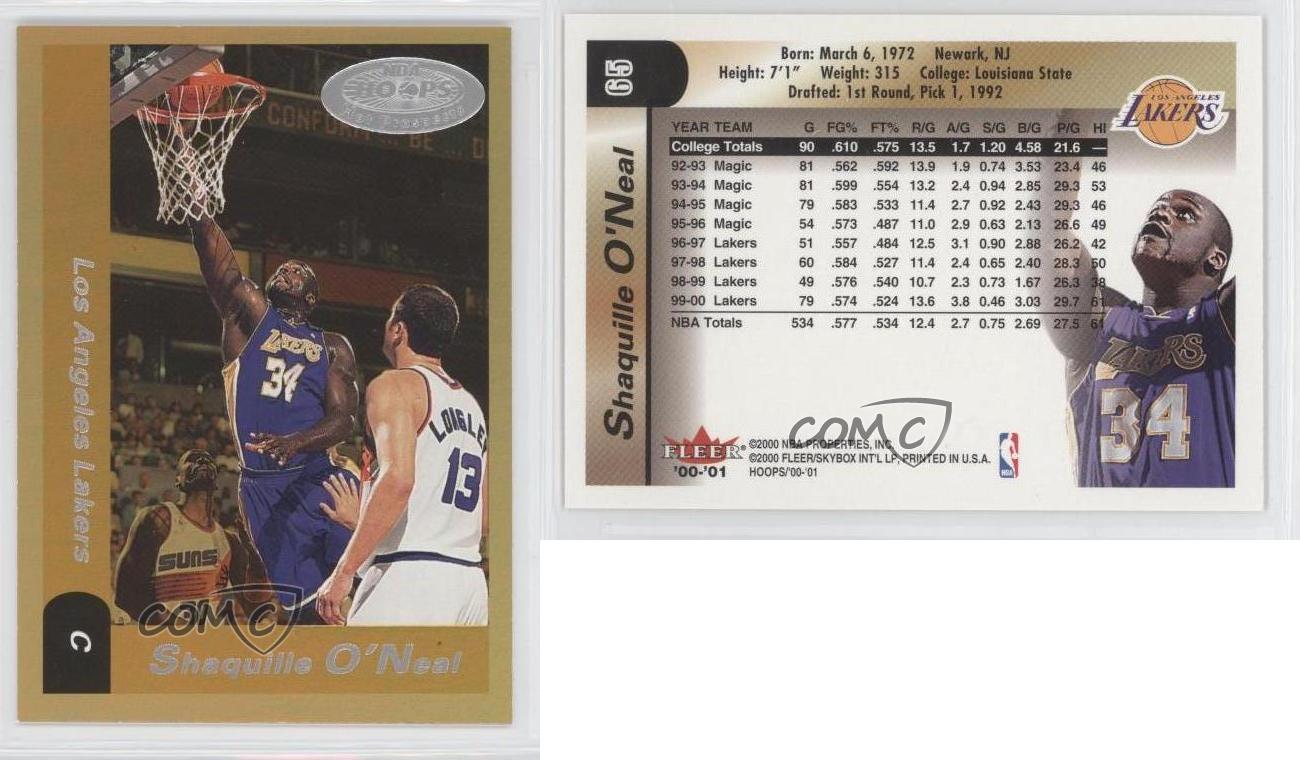 NBA
HOOPS
Hot Prospects
CONFOR
BE
LAKERS
34
LONGLE
13
SUNS
Los Angeles Lakers
C
COMC
Shaquille O'Neal
65
Shaquille O'Neal
Born: March 6, 1972 Newark, NJ
Height: 7'1" Weight: 315 College: Louisiana State
Drafted: 1st Round, Pick 1, 1992
LOS ANGELES
LAKERS
YEAR TEAM G FG% FT% R/G A/G S/G B/G P/G HI
College Totals 90 .610 .575 13.5 1.7 1.20 4.58 21.6 —
92-93 Magic 81 .562 .592 13.9 1.9 0.74 3.53 23.4 46
93-94 Magic 81 .599 .554 13.2 2.4 0.94 2.85 29.3 53
94-95 Magic 79 .583 .533 11.4 2.7 0.92 2.43 29.3 46
95-96 Magic 54 .573 .487 11.0 2.9 0.63 2.13 26.6 49
96-97 Lakers 51 .557 .484 12.5 3.1 0.90 2.88 26.2 42
97-98 Lakers 60 .584 .527 11.4 2.4 0.65 2.40 28.3 50
98-99 Lakers 49 .576 .540 10.7 2.3 0.73 1.67 26.3 38
99-00 Lakers 79 .574 .524 13.6 3.8 0.46 3.03 29.7 61
NBA Totals 534 .577 .534 12.4 2.7 0.75 2.69 27.5 61
LAKERS
34
COMC
FLEER
'00-'01
©2000 NBA PROPERTIES, INC.
©2000 FLEER/SKYBOX INT'L LP, PRINTED IN U.S.A.
HOOPS/'00-'01
NBA